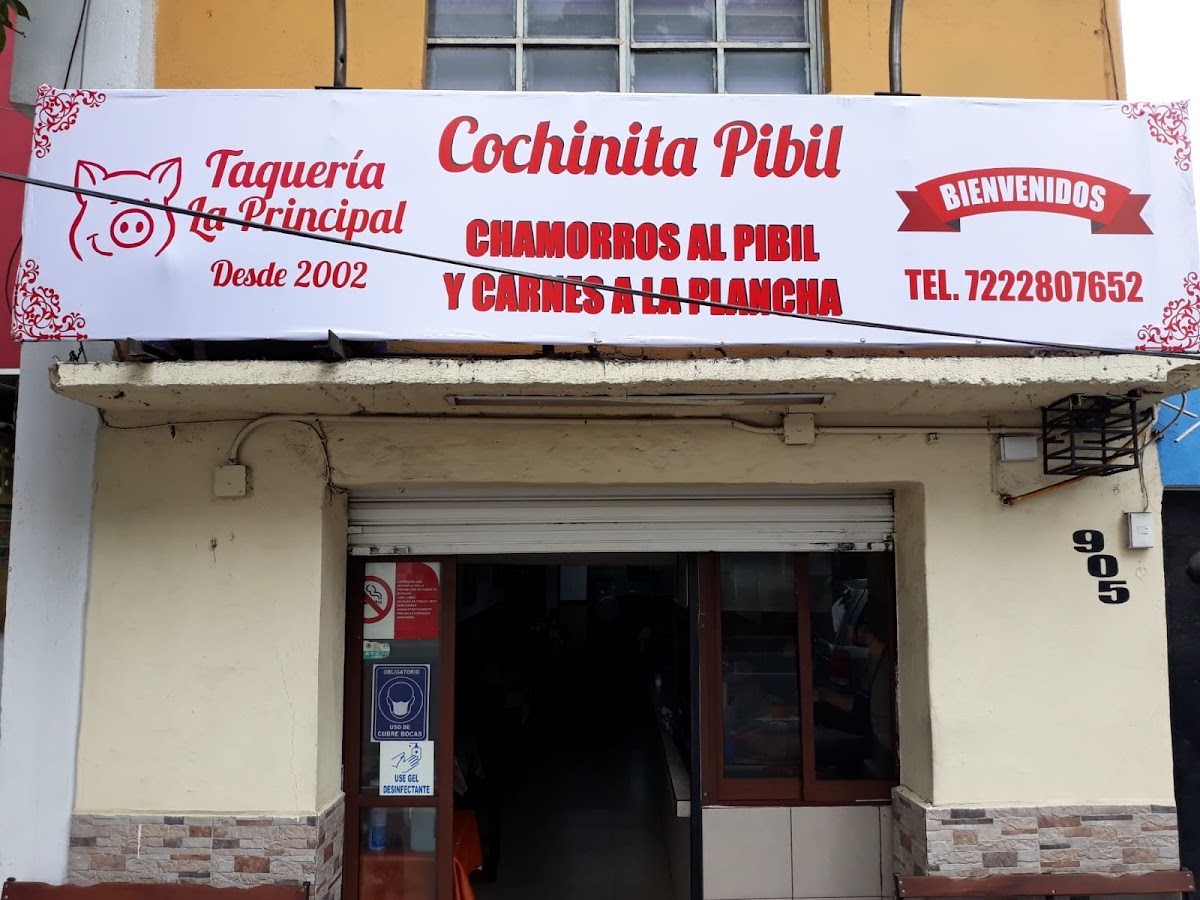 Taquería
La Principal
Desde 2002
Cochinita Pibil
CHAMORROS AL PIBIL
Y CARNES A LA PLANCHA
BIENVENIDOS
TEL. 7222807652
905
OBLIGATORIO
USO DE
CUBRE BOCAS
USE GEL
DESINFECTANTE